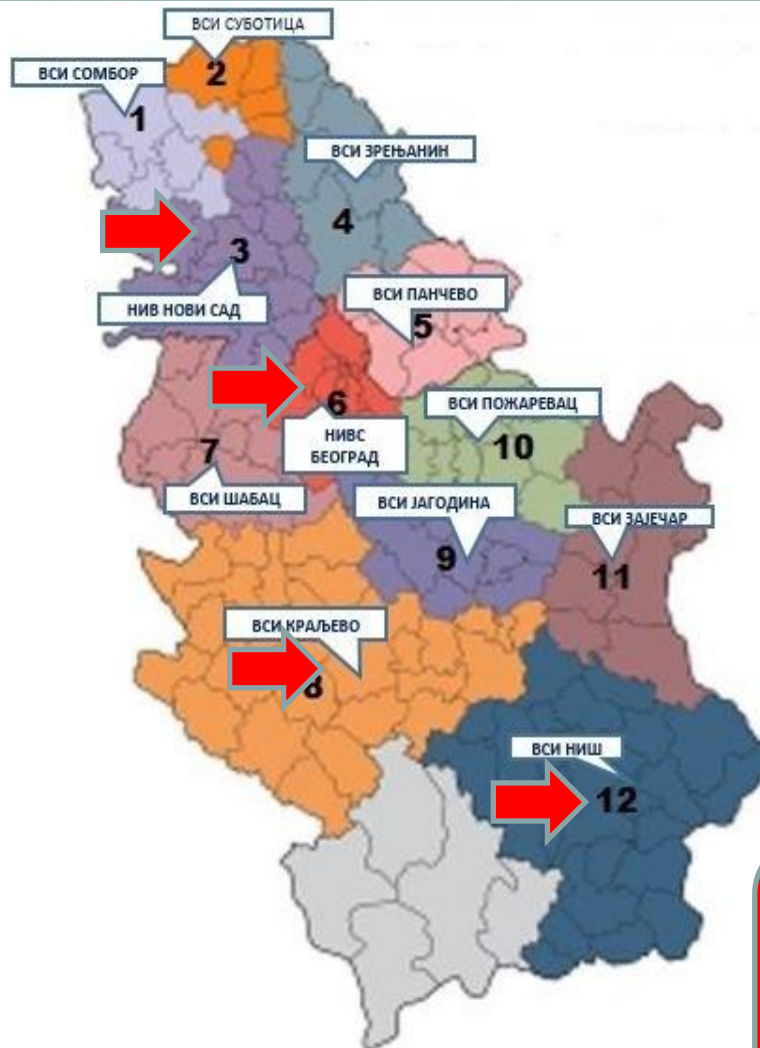 ВСИ СУБОТИЦА
2
ВСИ СОМБОР
1
ВСИ ЗРЕЊАНИН
4
3
ВСИ ПАНЧЕВО
НИВ НОВИ САД
5
6
ВСИ ПОЖАРЕВАЦ
НИВС
БЕОГРАД
10
7
ВСИ ШАБАЦ
ВСИ ЈАГОДИНА
ВСИ ЗАЈЕЧАР
9
11
ВСИ КРАЉЕВО
8
ВСИ НИШ
12